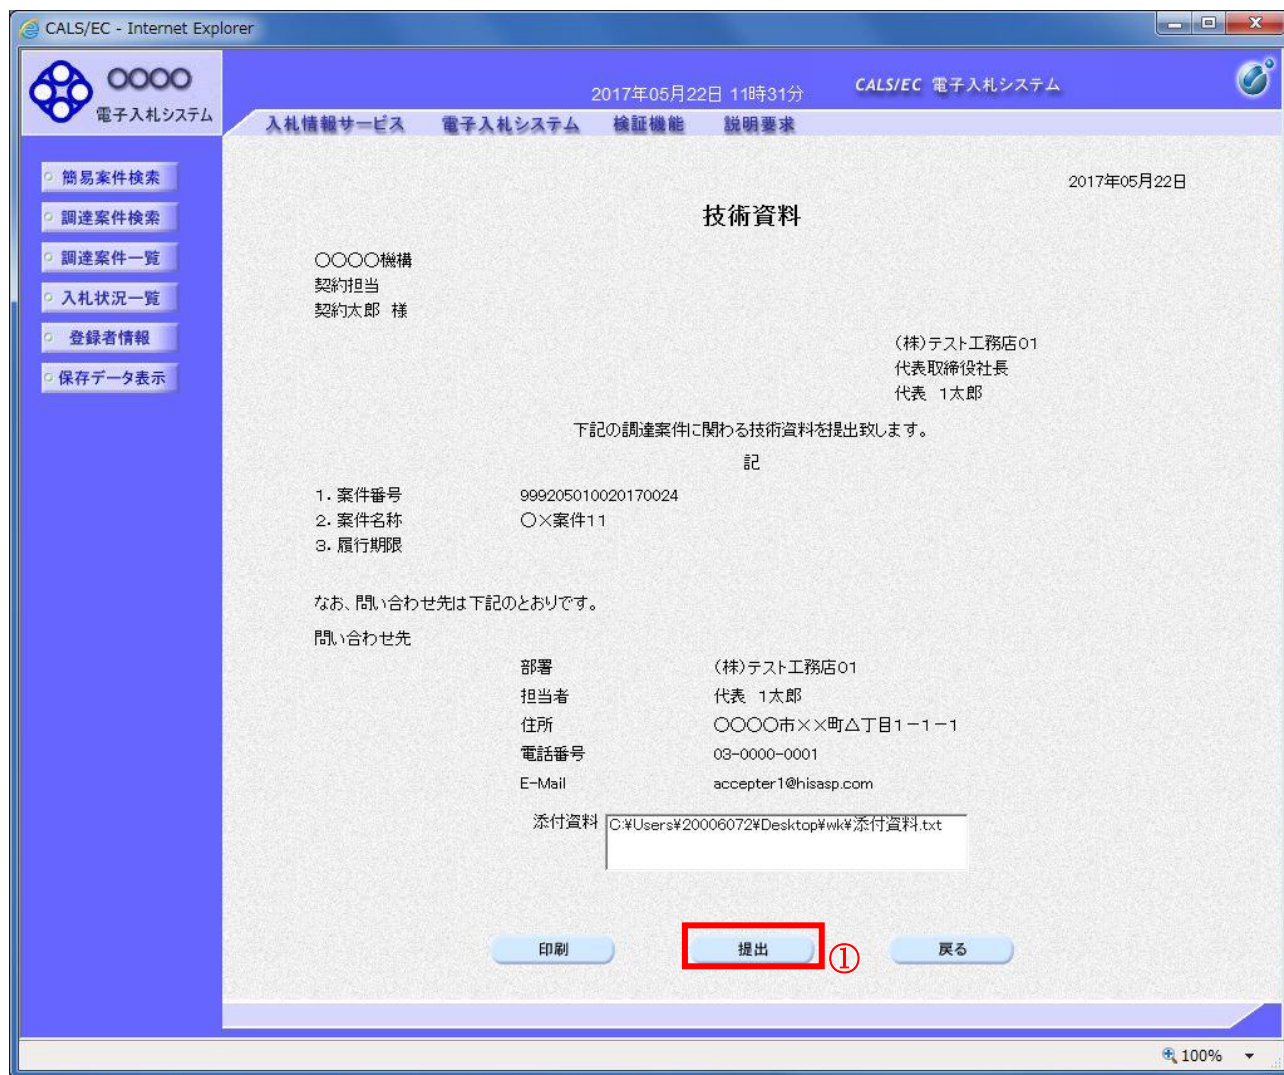 CALS/EC - Internet Explorer
〇〇〇〇
電子入札システム
2017年05月22日 11時31分
CALS/EC 電子入札システム
入札情報サービス 電子入札システム 検証機能 説明要求
簡易案件検索
調達案件検索
調達案件一覧
入札状況一覧
登録者情報
保存データ表示
2017年05月22日
技術資料
〇〇〇〇機構
契約担当
契約太郎 様
(株)テスト工務店01
代表取締役社長
代表 1太郎
下記の調達案件に関わる技術資料を提出致します。
記
1.案件番号 999205010020170024
2.案件名称 〇×案件11
3.履行期限
なお、問い合わせ先は下記のとおりです。
問い合わせ先
部署 (株)テスト工務店01
担当者 代表 1太郎
住所 〇〇〇〇市××町△丁目1-1-1
電話番号 03-0000-0001
E-Mail accepter1@hisasp.com
添付資料 C:¥Users¥20006072¥Desktop¥wk¥添付資料.txt
印刷 提出 ① 戻る
100%